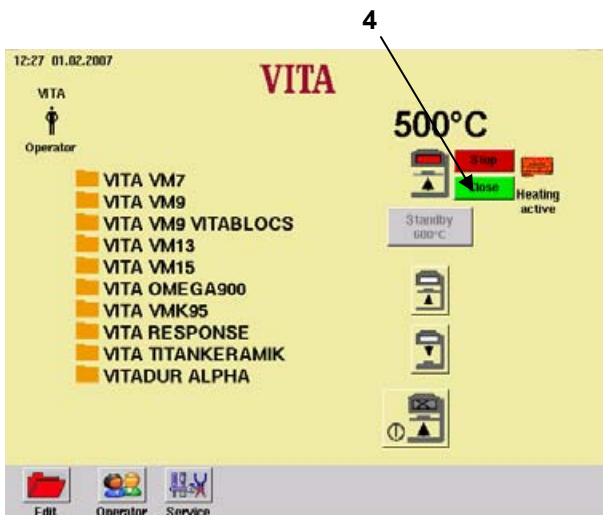 4
12:27 01.02.2007
VITA
VITA
Operator
500°C
Stop
Close
Heating
active
Standby
600°C
VITA VM7
VITA VM9
VITA VM9 VITABLOCS
VITA VM13
VITA VM15
VITA OMEGA900
VITA VMK95
VITA RESPONSE
VITA TITANKERAMIK
VITADUR ALPHA
Edit
Operator
Service